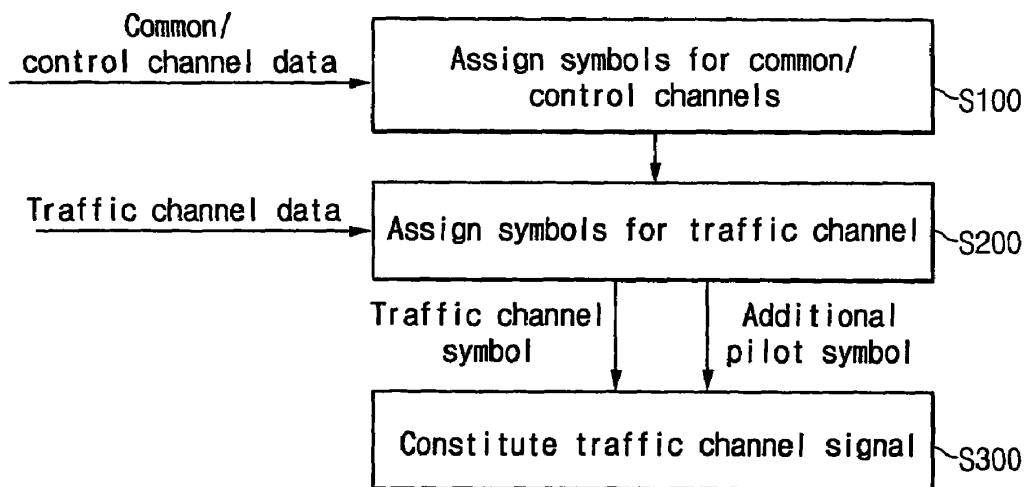 Common/
control channel data
Assign symbols for common/
control channels
S100
Traffic channel data
Assign symbols for traffic channel
S200
Traffic channel
symbol
Additional
pilot symbol
Constitute traffic channel signal
S300